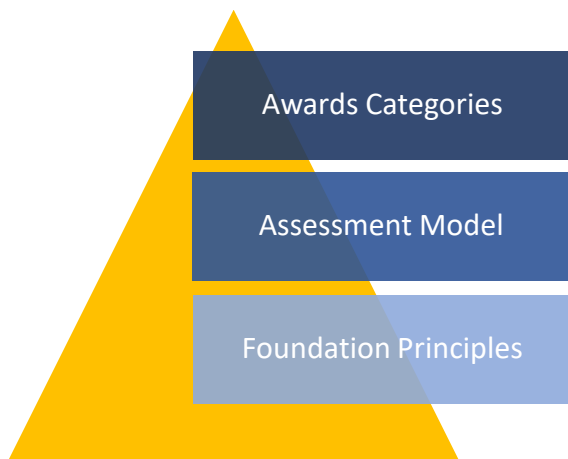 Awards Categories
Assessment Model
Foundation Principles